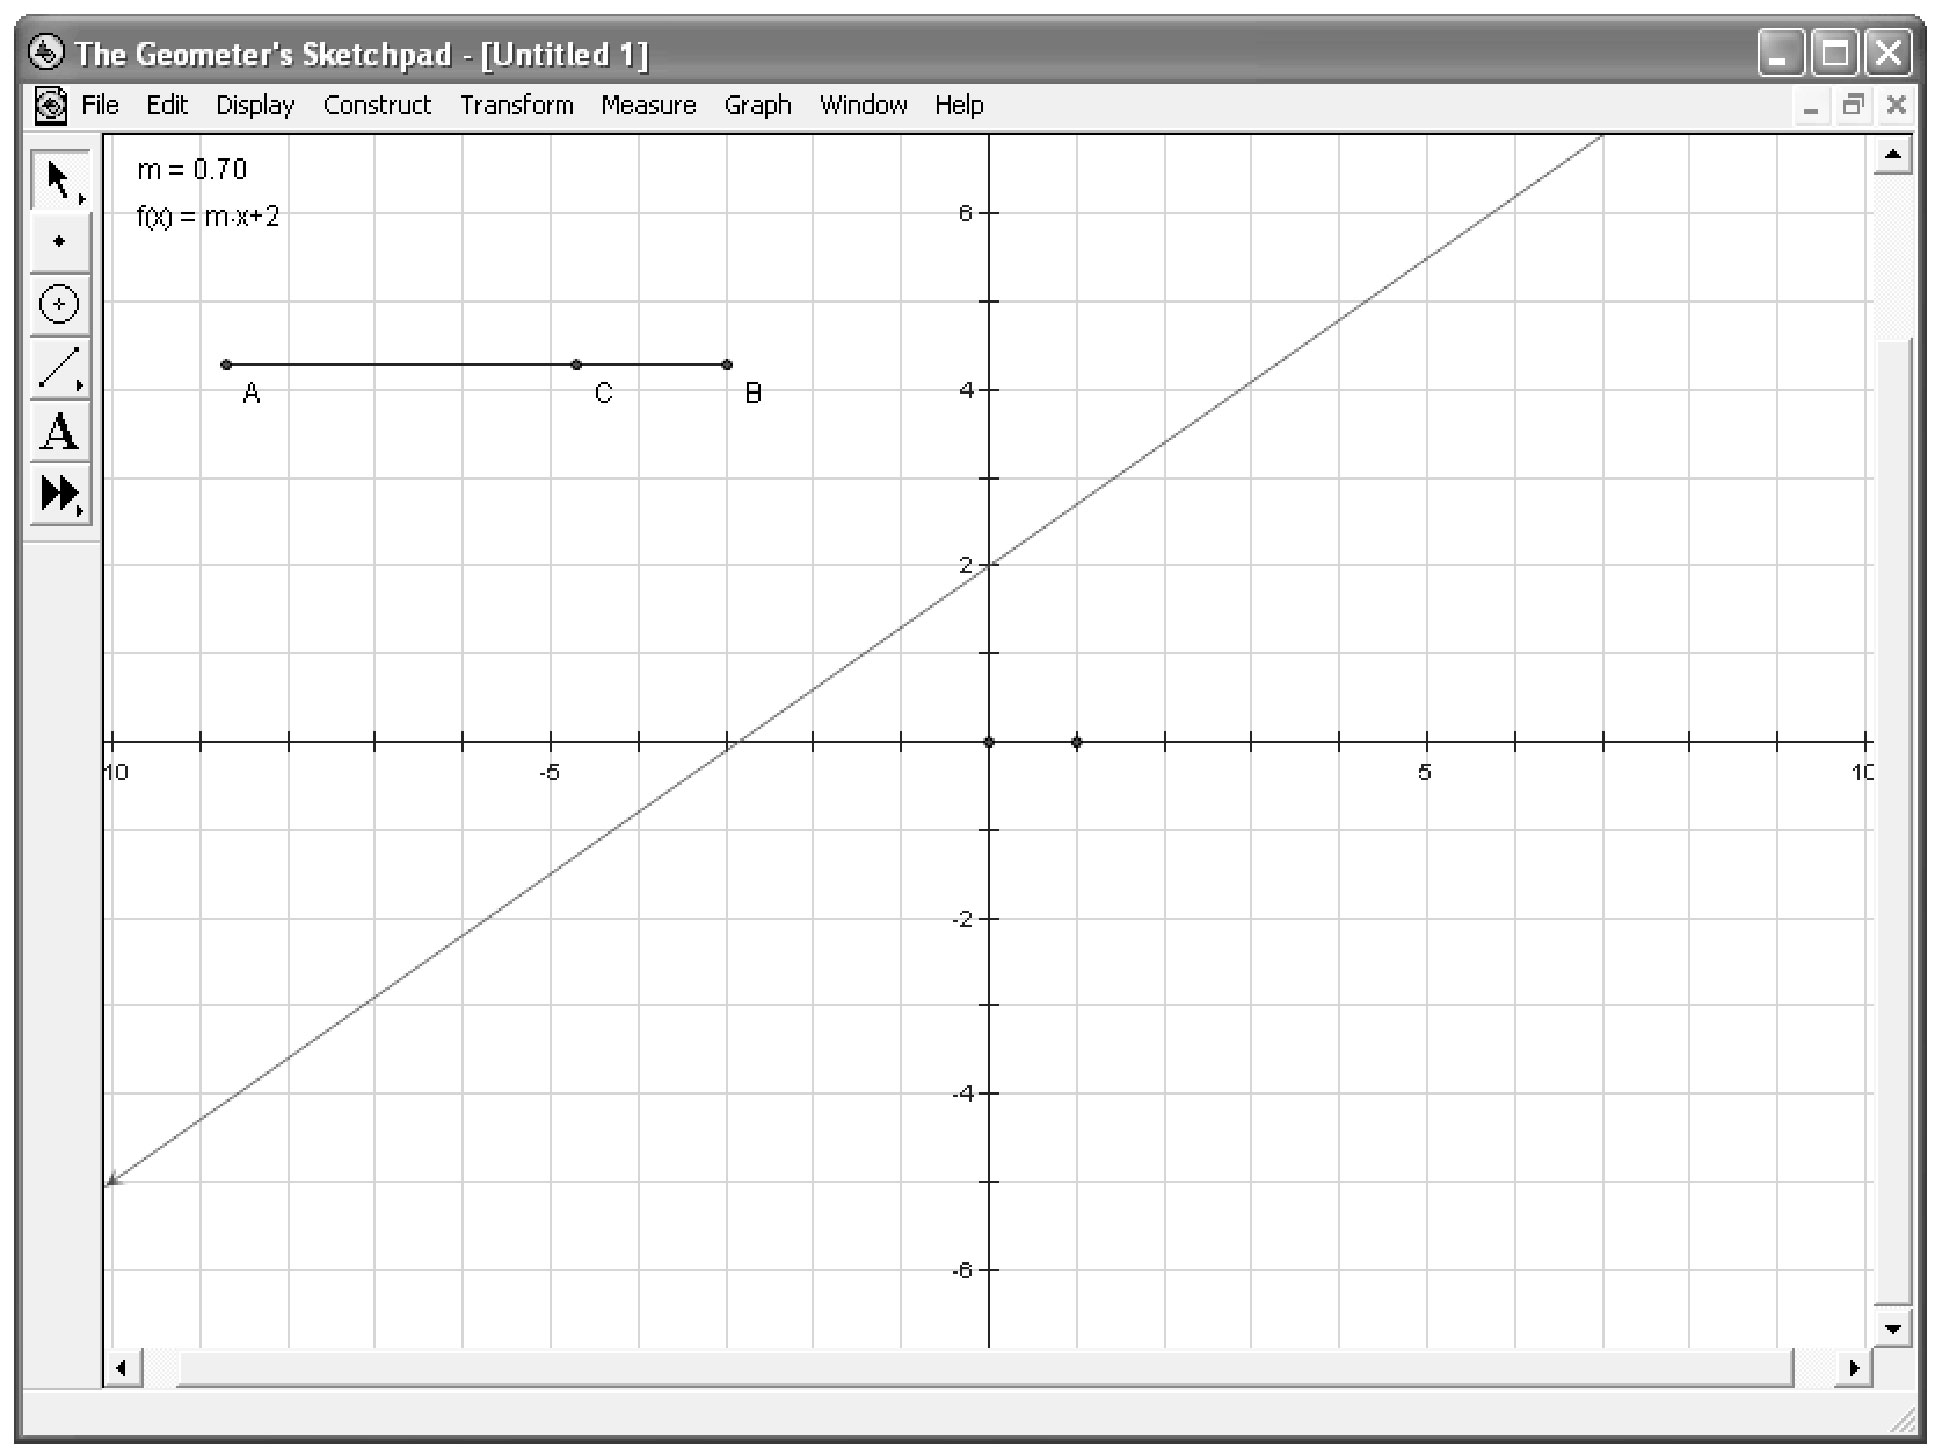 The Geometer's Sketchpad - [Untitled 1]
File Edit Display Construct Transform Measure Graph Window Help
m = 0.70
f(x) = m·x+2
6
A C B
4
A
2
10 -5 5 10
-2
-4
-6